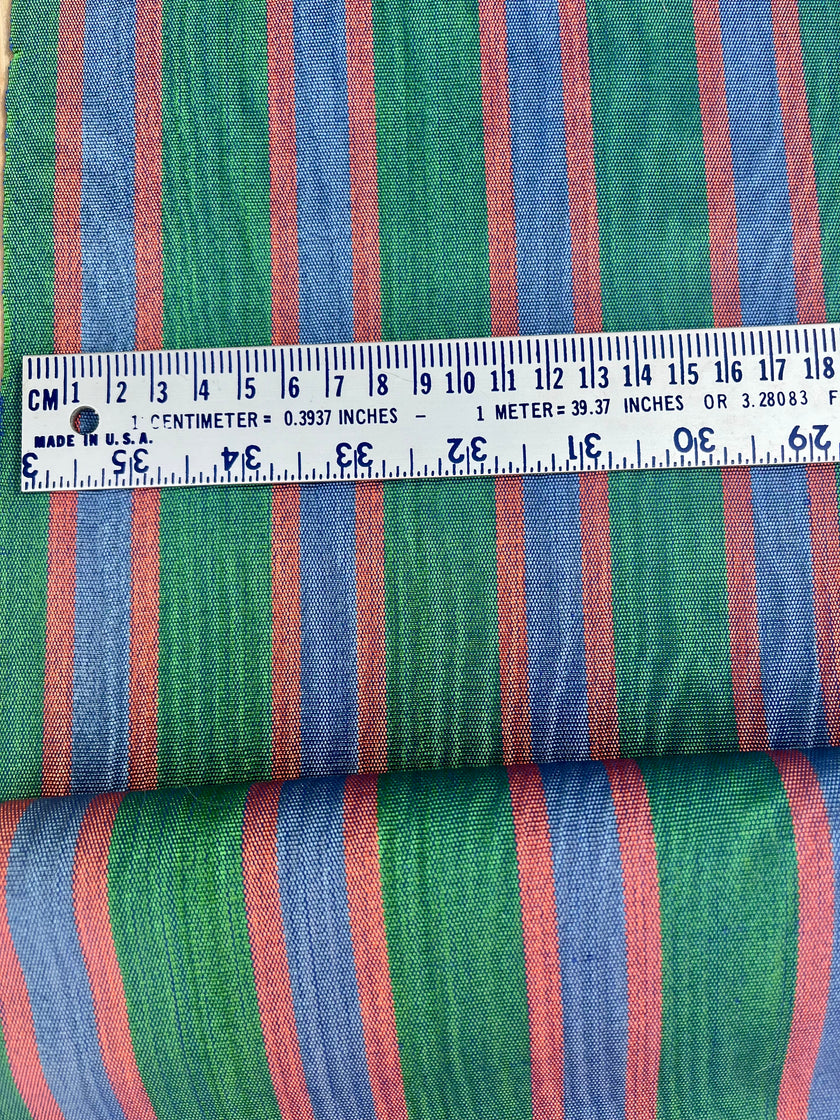 CM 1 2 3 4 5 6 7 8 9 10 11 12 13 14 15 16 17 18
1 CENTIMETER = 0.3937 INCHES – 1 METER = 39.37 INCHES OR 3.28083 F
MADE IN U.S.A.
3 35 34 33 32 31 30 29